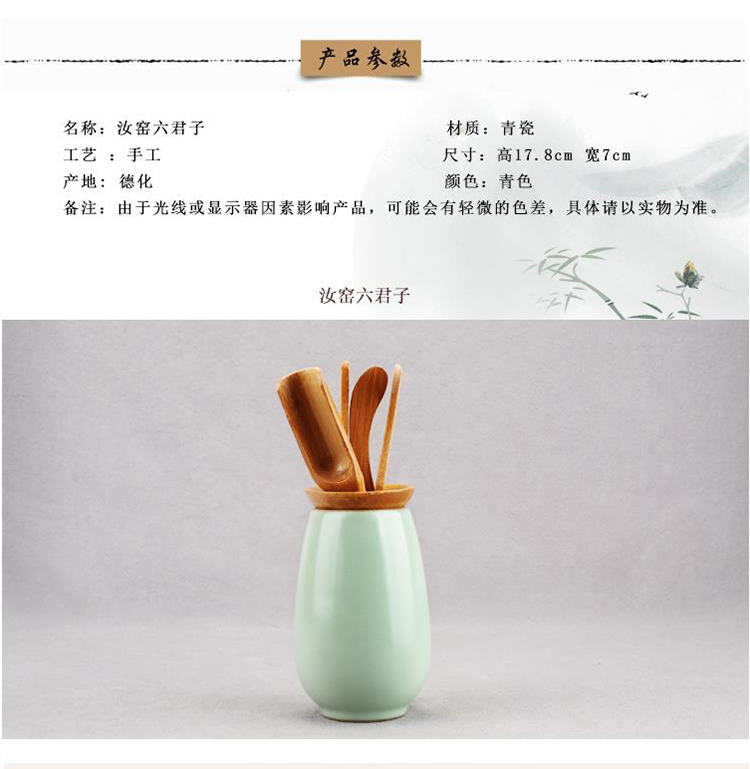 产品参数
名称：汝窑六君子 材质：青瓷
工艺 ：手工 尺寸：高17.8cm 宽7cm
产地: 德化 颜色：青色
备注：由于光线或显示器因素影响产品，可能会有轻微的色差，具体请以实物为准。
汝窑六君子